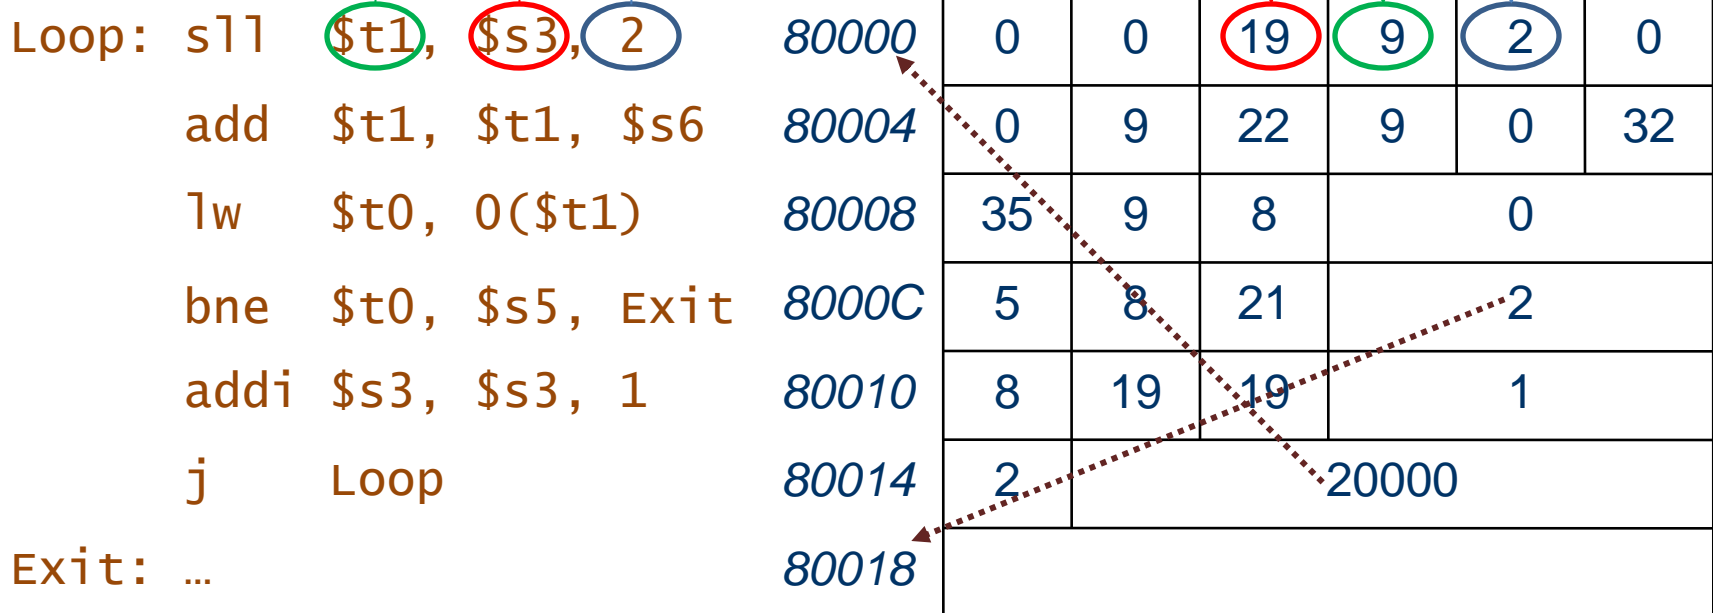 Loop: sll $t1, $s3, 2 80000 0 0 19 9 2 0
add $t1, $t1, $s6 80004 0 9 22 9 0 32
lw $t0, 0($t1) 80008 35 9 8 0
bne $t0, $s5, Exit 8000C 5 8 21 2
addi $s3, $s3, 1 80010 8 19 19 1
j Loop 80014 2 20000
Exit: … 80018